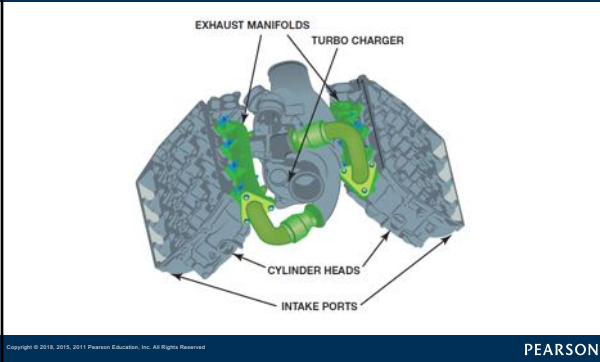 EXHAUST MANIFOLDS
TURBO CHARGER
CYLINDER HEADS
INTAKE PORTS
Copyright © 2018, 2015, 2011 Pearson Education, Inc. All Rights Reserved
PEARSON